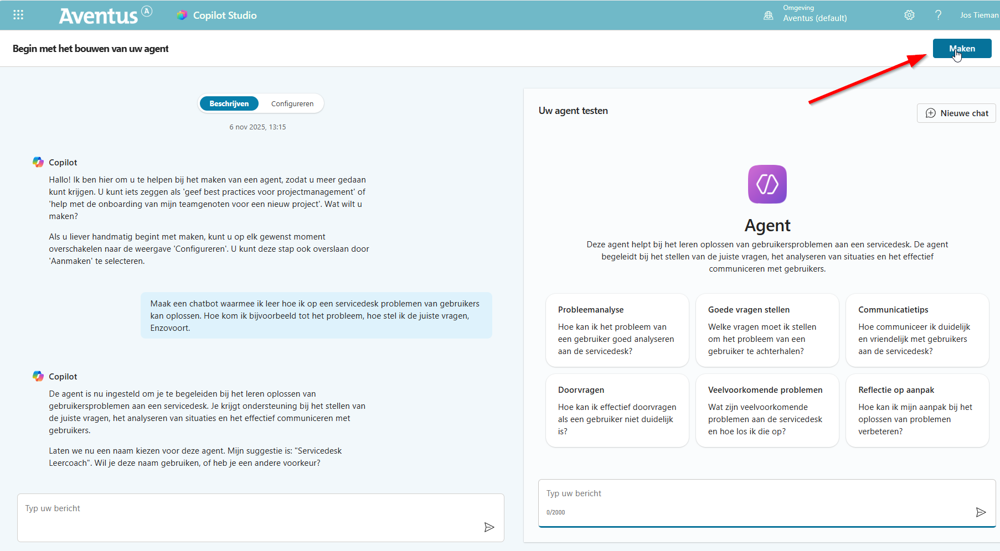 Aventus A
Copilot Studio
Omgeving
Aventus (default)
?
Jos Tieman
Begin met het bouwen van uw agent
Maken
Beschrijven
Configureren
6 nov 2025, 13:15
Copilot
Hallo! Ik ben hier om u te helpen bij het maken van een agent, zodat u meer gedaan
kunt krijgen. U kunt iets zeggen als 'geef best practices voor projectmanagement' of
'help met de onboarding van mijn teamgenoten voor een nieuw project'. Wat wilt u
maken?
Als u liever handmatig begint met maken, kunt u op elk gewenst moment
overschakelen naar de weergave 'Configureren'. U kunt deze stap ook overslaan door
'Aanmaken' te selecteren.
Maak een chatbot waarmee ik leer hoe ik op een servicedesk problemen van gebruikers
kan oplossen. Hoe kom ik bijvoorbeeld tot het probleem, hoe stel ik de juiste vragen,
Enzovoort.
Copilot
De agent is nu ingesteld om je te begeleiden bij het leren oplossen van
gebruikersproblemen aan een servicedesk. Je krijgt ondersteuning bij het stellen van
de juiste vragen, het analyseren van situaties en het effectief communiceren met
gebruikers.
Laten we nu een naam kiezen voor deze agent. Mijn suggestie is: "Servicedesk
Leercoach". Wil je deze naam gebruiken, of heb je een andere voorkeur?
Typ uw bericht
Uw agent testen
Nieuwe chat
Agent
Deze agent helpt bij het leren oplossen van gebruikersproblemen aan een servicedesk. De agent
begeleidt bij het stellen van de juiste vragen, het analyseren van situaties en het effectief
communiceren met gebruikers.
Probleemanalyse
Hoe kan ik het probleem van
een gebruiker goed analyseren
aan de servicedesk?
Goede vragen stellen
Welke vragen moet ik stellen
om het probleem van een
gebruiker te achterhalen?
Communicatietips
Hoe communiceer ik duidelijk
en vriendelijk met gebruikers
aan de servicedesk?
Doorvragen
Hoe kan ik effectief doorvragen
als een gebruiker niet duidelijk
is?
Veelvoorkomende problemen
Wat zijn veelvoorkomende
problemen aan de servicedesk
en hoe los ik die op?
Reflectie op aanpak
Hoe kan ik mijn aanpak bij het
oplossen van problemen
verbeteren?
Typ uw bericht
0/2000